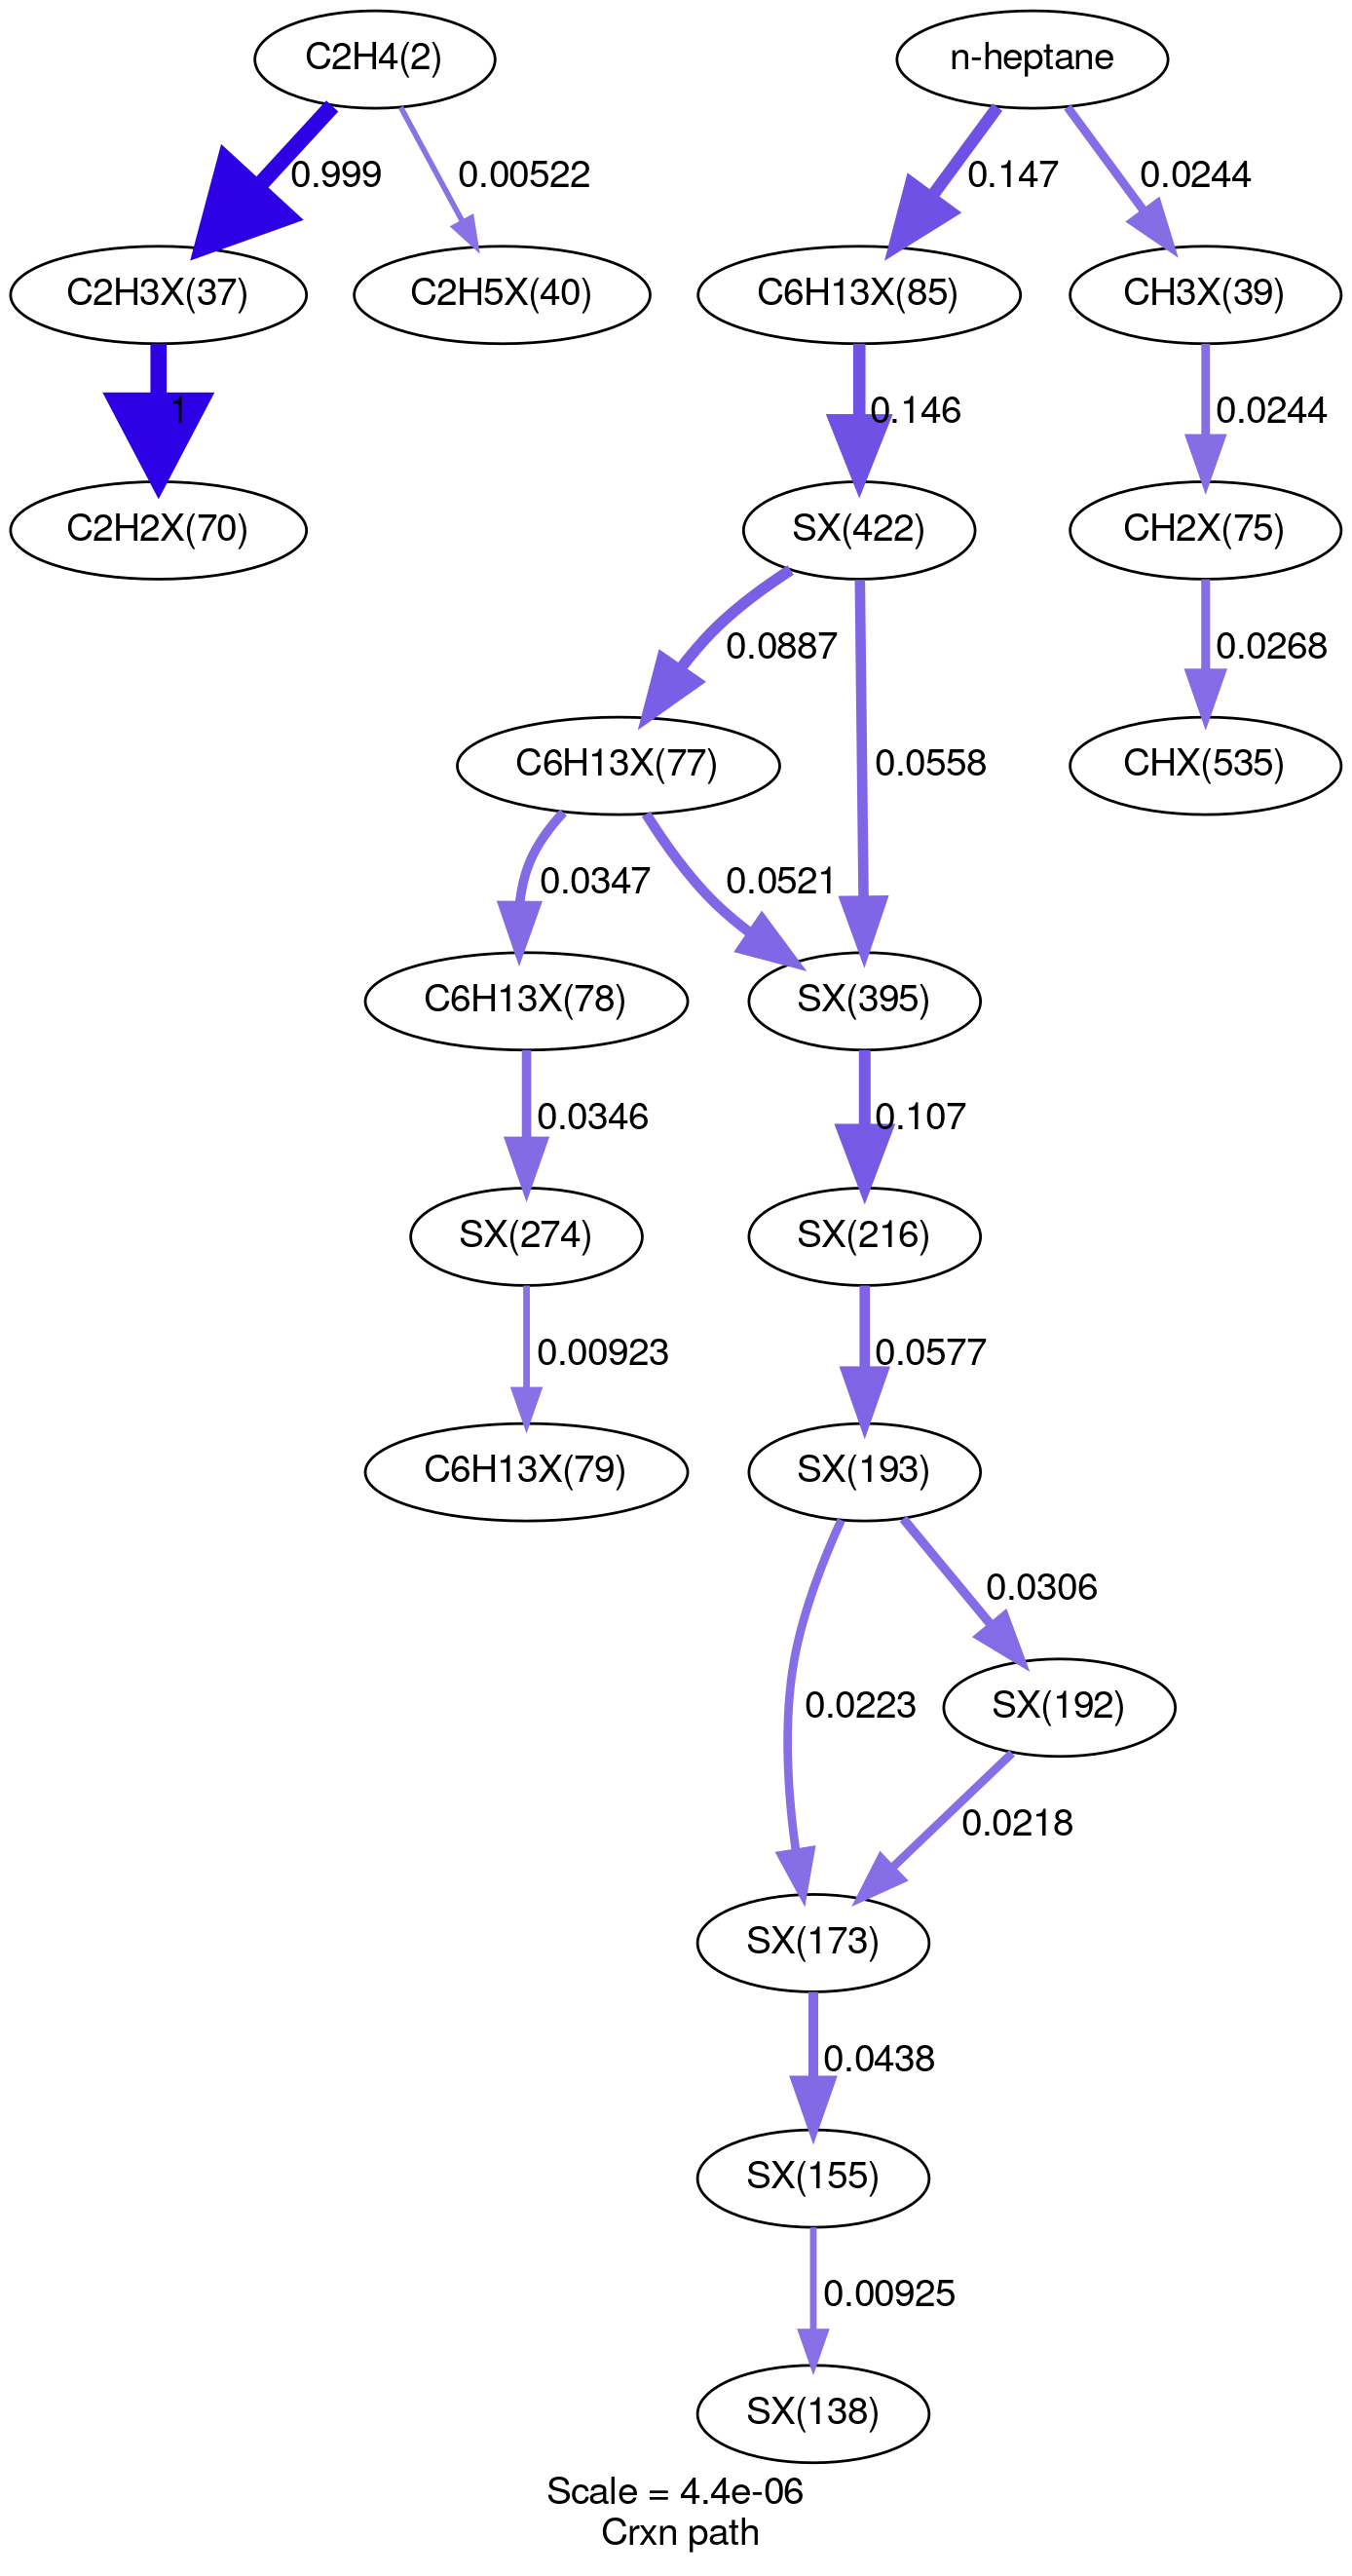 C2H4(2)
n-heptane
0.999
0.00522
0.147
0.0244
C2H3X(37)
C2H5X(40)
C6H13X(85)
CH3X(39)
1
0.146
0.0244
C2H2X(70)
SX(422)
CH2X(75)
0.0887
0.0268
C6H13X(77)
0.0558
CHX(535)
0.0347
0.0521
C6H13X(78)
SX(395)
0.0346
0.107
SX(274)
SX(216)
0.00923
0.0577
C6H13X(79)
SX(193)
0.0306
0.0223
SX(192)
0.0218
SX(173)
0.0438
SX(155)
0.00925
SX(138)
Scale = 4.4e-06
Crxn path